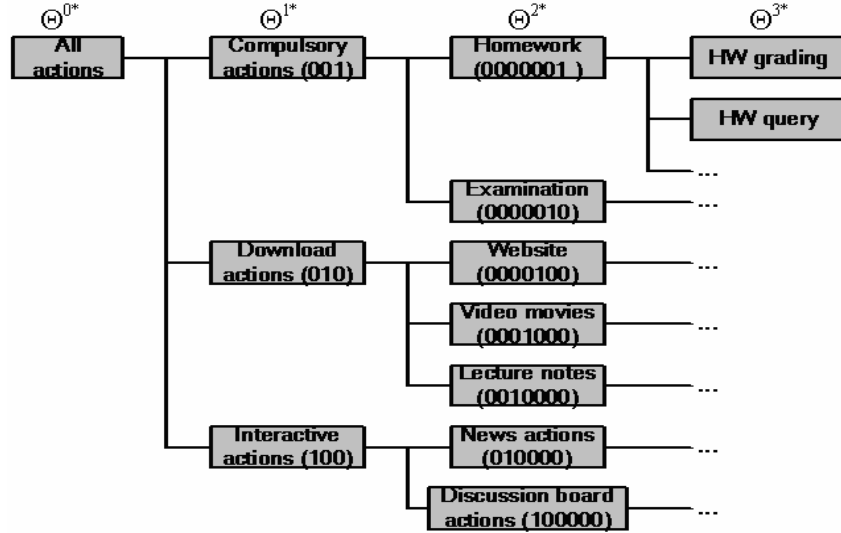 Θ0* Θ1* Θ2* Θ3*
All
actions
Compulsory
actions (001)
Homework
(0000001 )
HW grading
HW query
...
Examination
(0000010)
...
Download
actions (010)
Website
(0000100)
...
Video movies
(0001000)
...
Lecture notes
(0010000)
...
Interactive
actions (100)
News actions
(010000)
...
Discussion board
actions (100000)
...